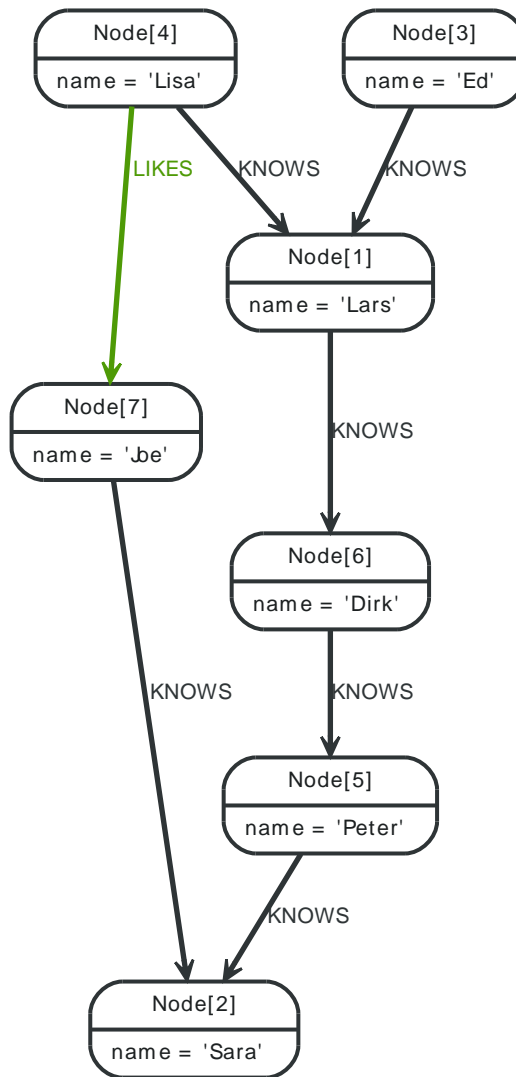 Node[4]
name = 'Lisa'
Node[3]
name = 'Ed'
LIKES
KNOWS
KNOWS
Node[1]
name = 'Lars'
Node[7]
name = 'Joe'
KNOWS
Node[6]
name = 'Dirk'
KNOWS
KNOWS
Node[5]
name = 'Peter'
KNOWS
Node[2]
name = 'Sara'